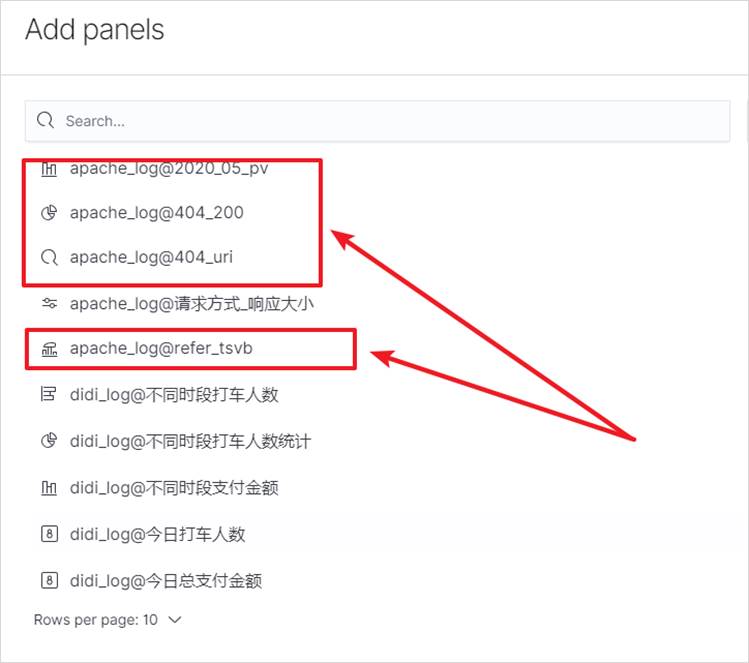 Add panels
Search...
apache_log@2020_05_pv
apache_log@404_200
apache_log@404_uri
apache_log@请求方式_响应大小
apache_log@refer_tsvb
didi_log@不同时段打车人数
didi_log@不同时段打车人数统计
didi_log@不同时段支付金额
8 didi_log@今日打车人数
8 didi_log@今日总支付金额
Rows per page: 10